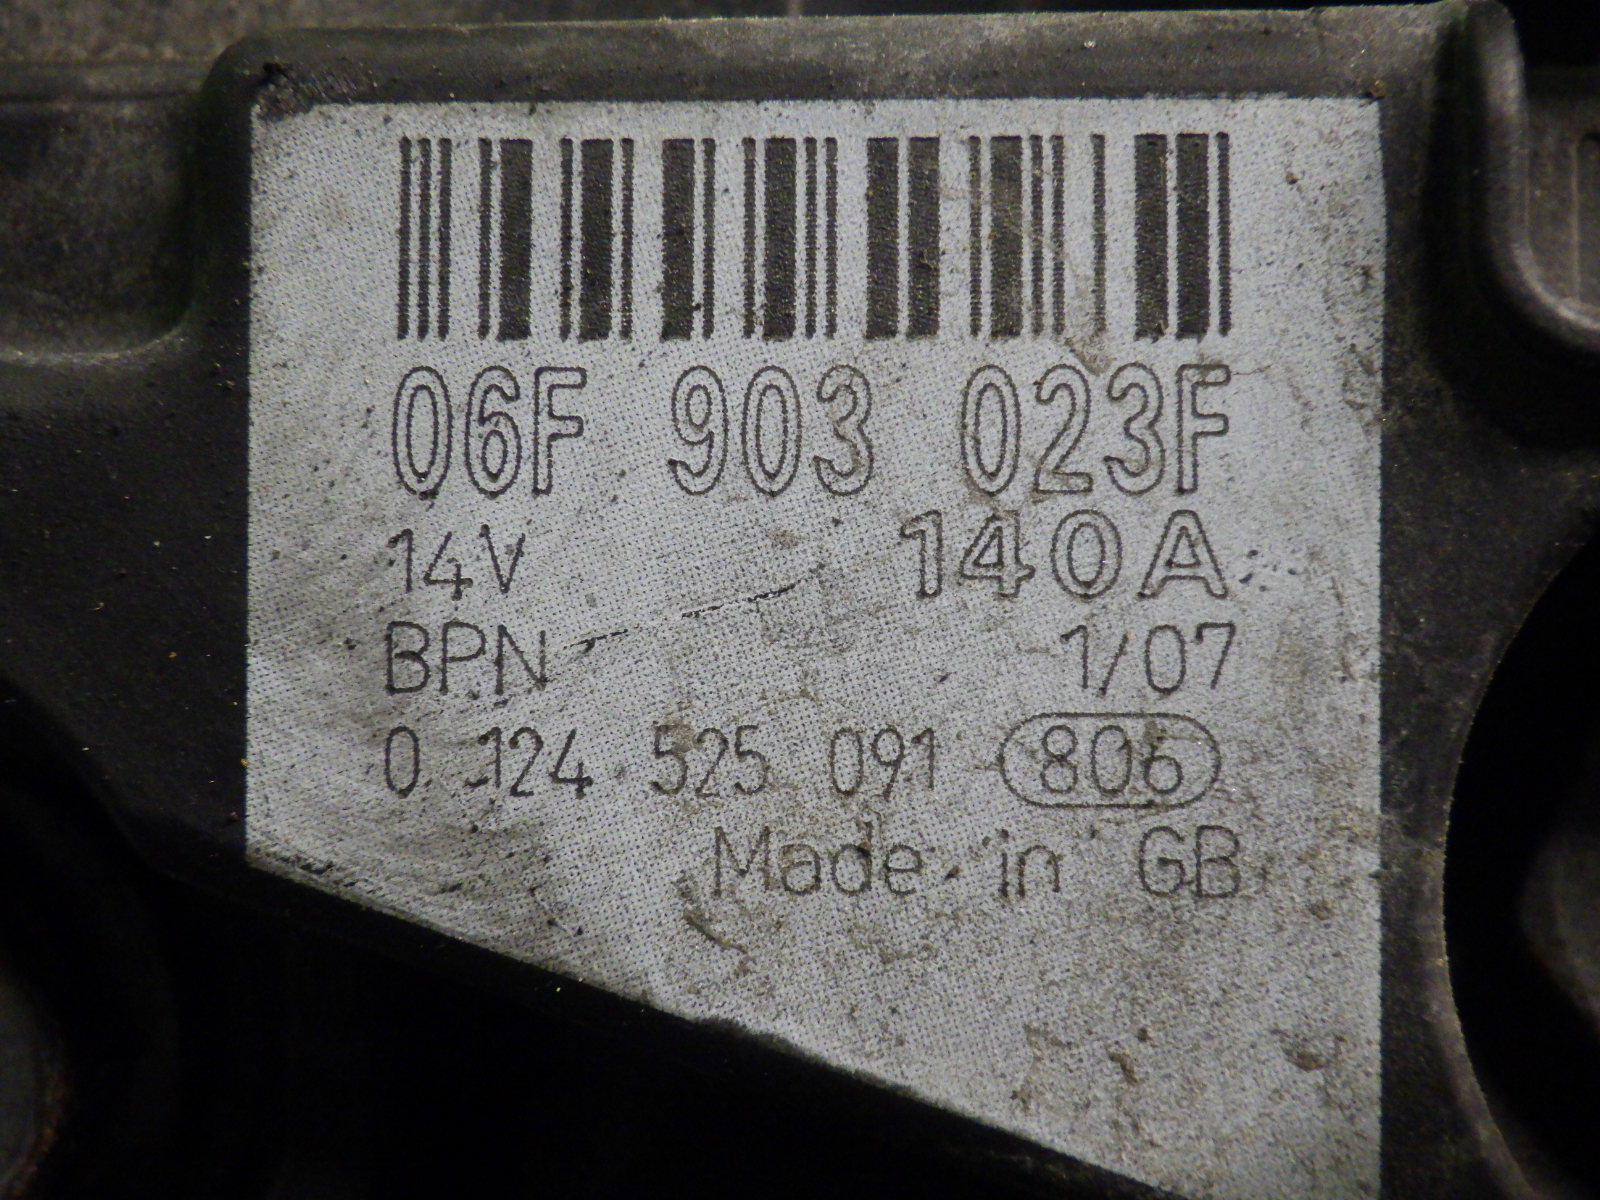 06F 903 023F
14V 140A
BPN 1/07
0 124 525 091 806
Made in GB